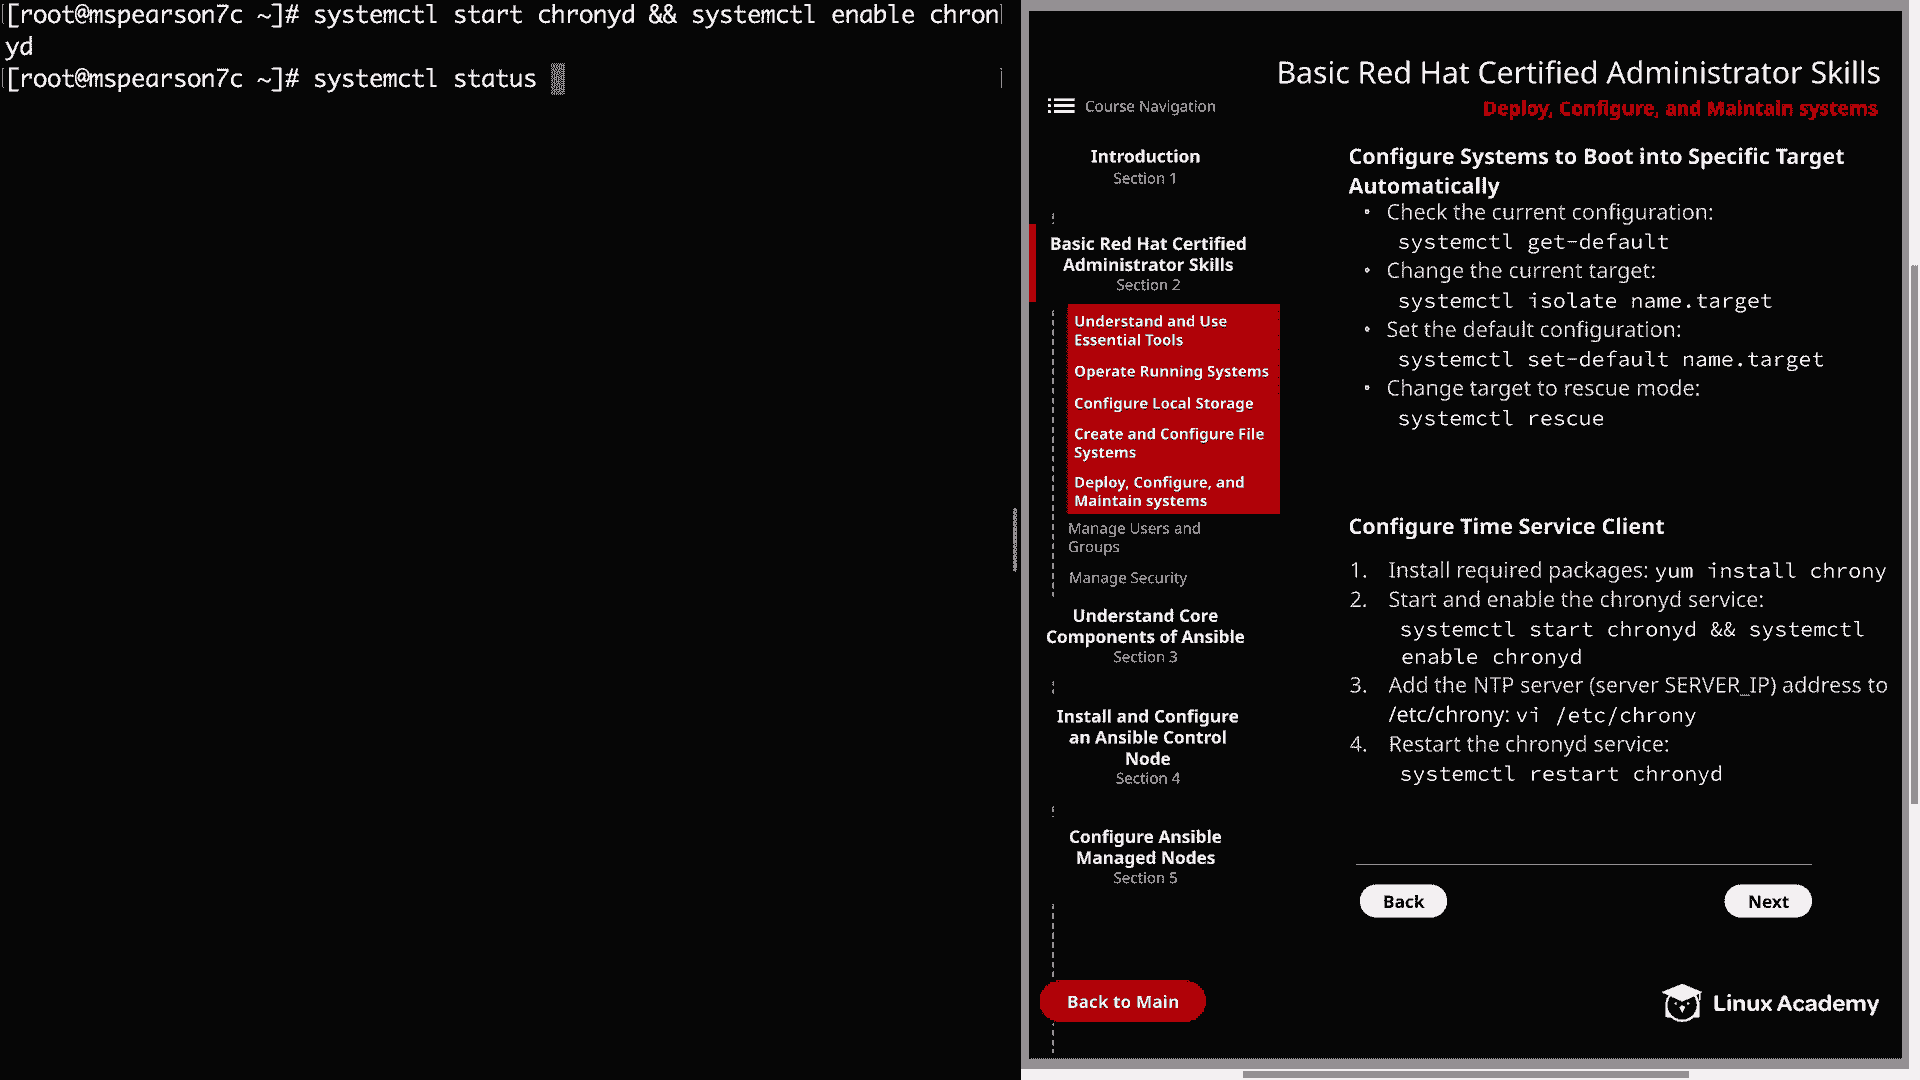 [root@mspearson7c ~]# systemctl start chronyd && systemctl enable chron
yd
[root@mspearson7c ~]# systemctl status
Basic Red Hat Certified Administrator Skills
Course Navigation
Deploy, Configure, and Maintain systems
Introduction
Section 1
Basic Red Hat Certified
Administrator Skills
Section 2
Understand and Use
Essential Tools
Operate Running Systems
Configure Local Storage
Create and Configure File
Systems
Deploy, Configure, and
Maintain systems
Manage Users and
Groups
Manage Security
Understand Core
Components of Ansible
Section 3
Install and Configure
an Ansible Control
Node
Section 4
Configure Ansible
Managed Nodes
Section 5
Back to Main
Configure Systems to Boot into Specific Target
Automatically
• Check the current configuration:
systemctl get-default
• Change the current target:
systemctl isolate name.target
• Set the default configuration:
systemctl set-default name.target
• Change target to rescue mode:
systemctl rescue
Configure Time Service Client
1. Install required packages: yum install chrony
2. Start and enable the chronyd service:
systemctl start chronyd && systemctl
enable chronyd
3. Add the NTP server (server SERVER_IP) address to
/etc/chrony: vi /etc/chrony
4. Restart the chronyd service:
systemctl restart chronyd
Back
Next
Linux Academy